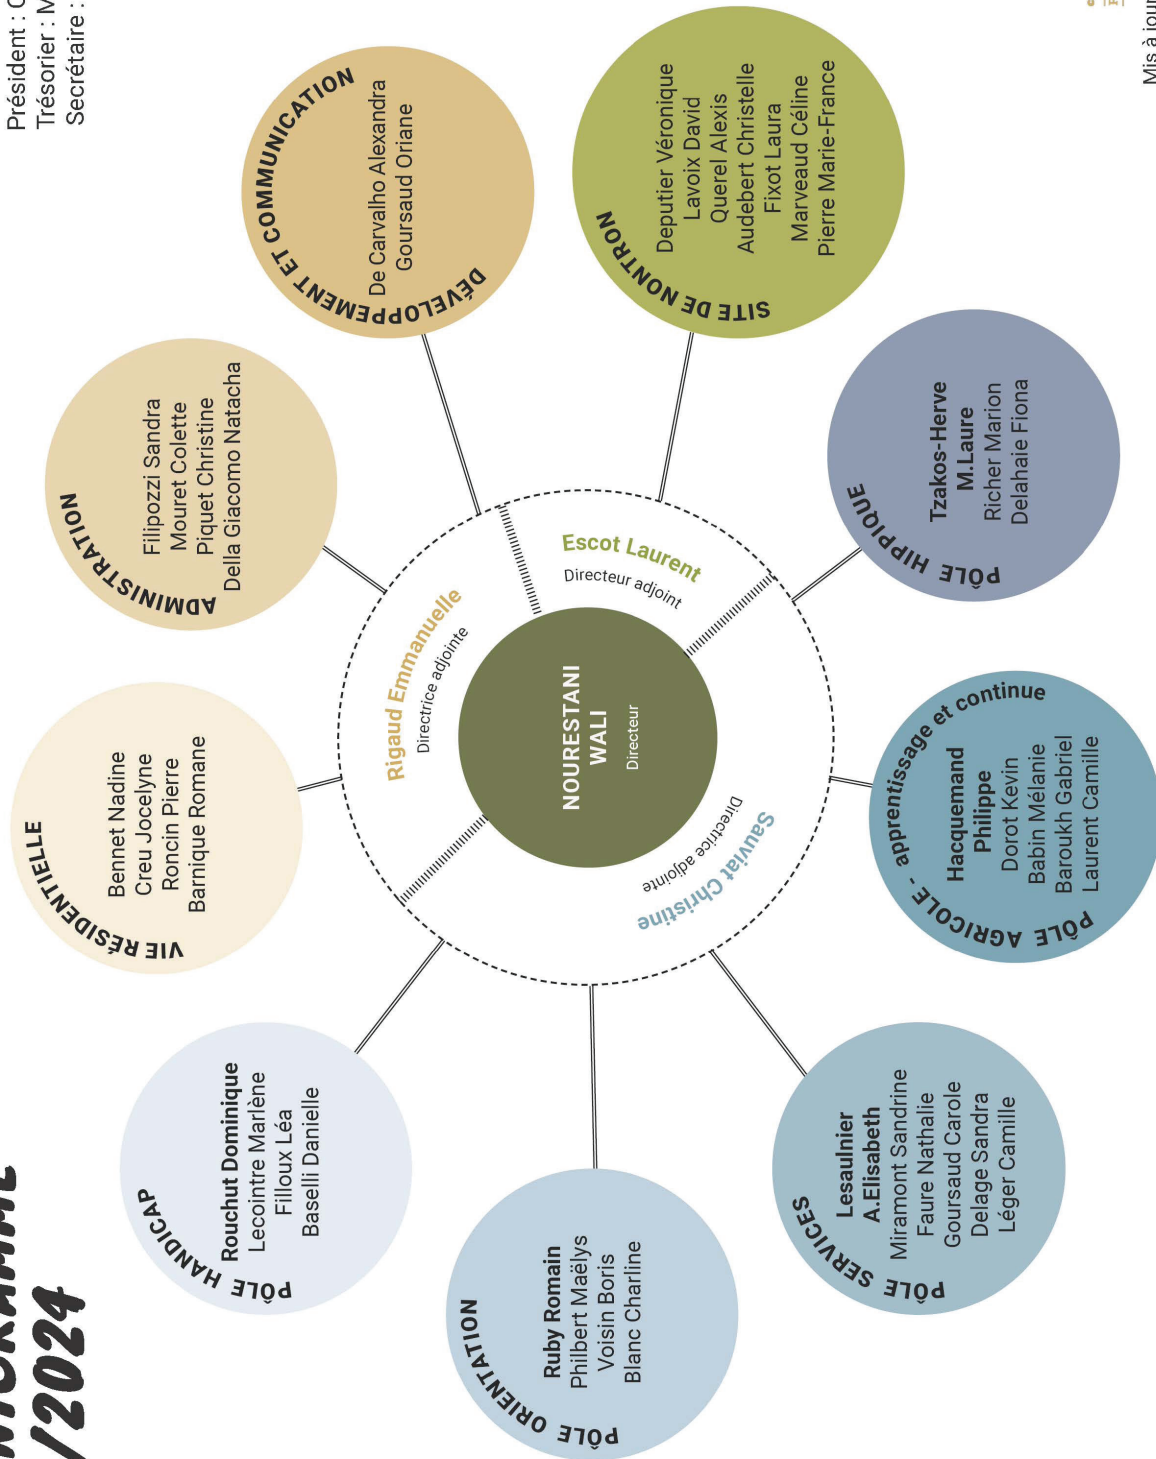 /2024
Président :
Trésorier :
Secrétaire :
NOURESTANI
WALI
Directeur
Rigaud Emmanuelle
Directrice adjointe
Escot Laurent
Directeur adjoint
Sauviat Christine
Directrice adjointe
PÔLE HANDICAP
Rouchut Dominique
Lecointre Marlène
Filloux Léa
Baselli Danielle
VIE RÉSIDENTIELLE
Bennet Nadine
Creu Jocelyne
Roncin Pierre
Barnique Romane
ADMINISTRATION
Filipozzi Sandra
Mouret Colette
Piquet Christine
Della Giacomo Natacha
DÉVELOPPEMENT ET COMMUNICATION
De Carvalho Alexandra
Goursaud Oriane
SITE DE NONTRON
Deputier Véronique
Lavoix David
Querel Alexis
Audebert Christelle
Fixot Laura
Marveaud Céline
Pierre Marie-France
PÔLE HIPPIQUE
Tzakos-Herve
M.Laure
Richer Marion
Delahaie Fiona
PÔLE AGRICOLE - apprentissage et continue
Hacquemand
Philippe
Dorot Kevin
Babin Mélanie
Baroukh Gabriel
Laurent Camille
PÔLE SERVICES
Lesaulnier
A.Elisabeth
Miramont Sandrine
Faure Nathalie
Goursaud Carole
Delage Sandra
Léger Camille
PÔLE ORIENTATION
Ruby Romain
Philbert Maëlys
Voisin Boris
Blanc Charline
Mis à jour